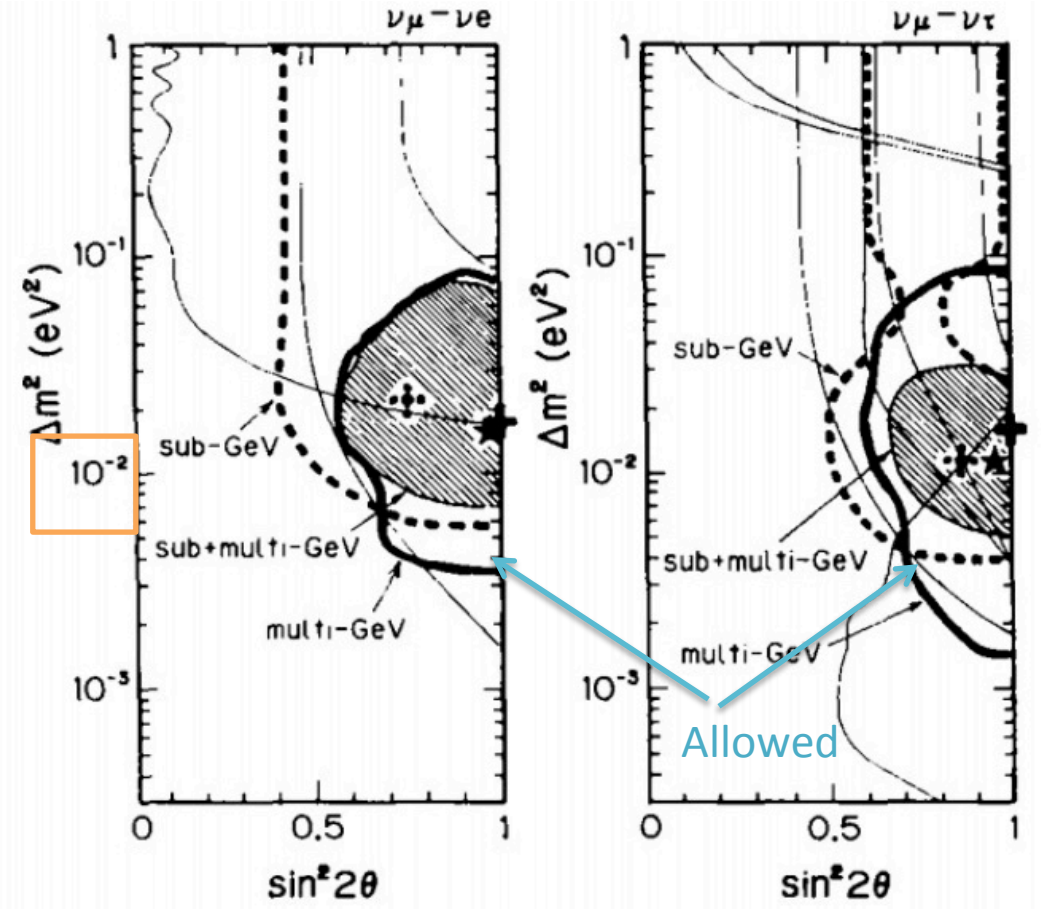 νμ－νe
1
10⁻¹
10⁻²
10⁻³
Δm² (eV²)
sub-GeV
sub+multi-GeV
multi-GeV
0
0.5
1
sin²2θ
νμ－ντ
1
10⁻¹
10⁻²
10⁻³
Δm² (eV²)
sub-GeV
sub+multi-GeV
multi-GeV
Allowed
0
0.5
1
sin²2θ